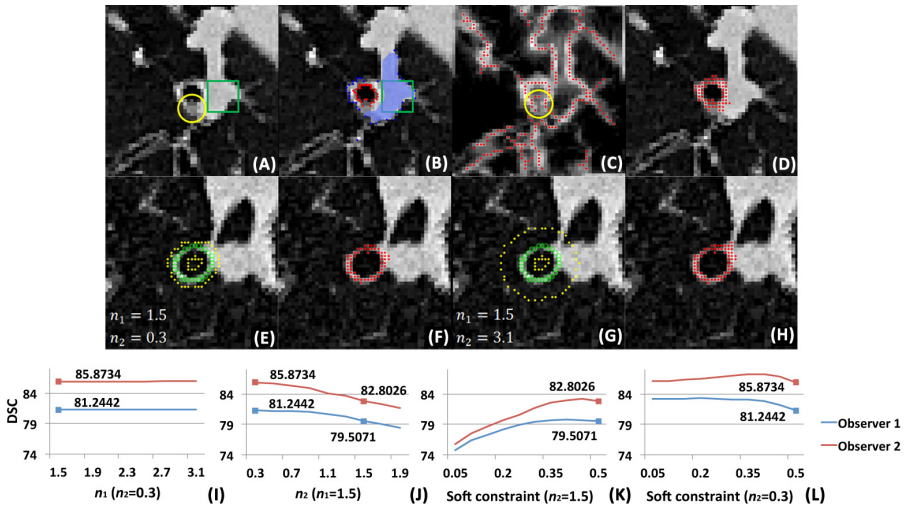 (A) (B) (C) (D)
n₁ = 1.5
n₂ = 0.3
(E) (F)
n₁ = 1.5
n₂ = 3.1
(G) (H)
DSC
84
79
74
85.8734
81.2442
1.5 1.9 2.3 2.7 3.1
n₁ (n₂=0.3) (I)
84
79
74
85.8734
82.8026
81.2442
79.5071
0.3 0.7 1.1 1.5 1.9
n₂ (n₁=1.5) (J)
84
79
74
82.8026
79.5071
0.05 0.2 0.35 0.5
Soft constraint (n₂=1.5) (K)
84
79
74
85.8734
81.2442
0.05 0.2 0.35 0.5
Soft constraint (n₂=0.3) (L)
Observer 1
Observer 2